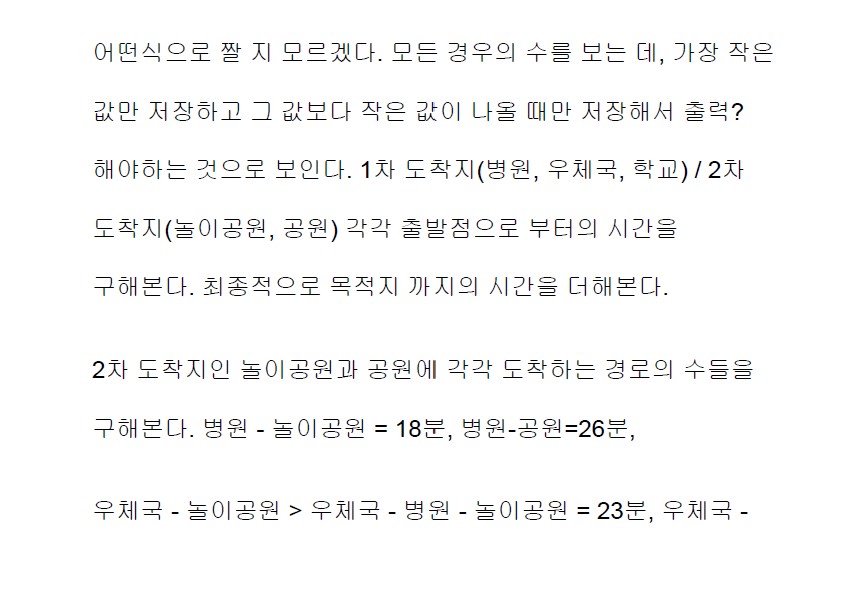 어떤식으로 짤 지 모르겠다. 모든 경우의 수를 보는 데, 가장 작은
값만 저장하고 그 값보다 작은 값이 나올 때만 저장해서 출력?
해야하는 것으로 보인다. 1차 도착지(병원, 우체국, 학교) / 2차
도착지(놀이공원, 공원) 각각 출발점으로 부터의 시간을
구해본다. 최종적으로 목적지 까지의 시간을 더해본다.
2차 도착지인 놀이공원과 공원에 각각 도착하는 경로의 수들을
구해본다. 병원 - 놀이공원 = 18분, 병원-공원=26분,
우체국 - 놀이공원 > 우체국 - 병원 - 놀이공원 = 23분, 우체국 -